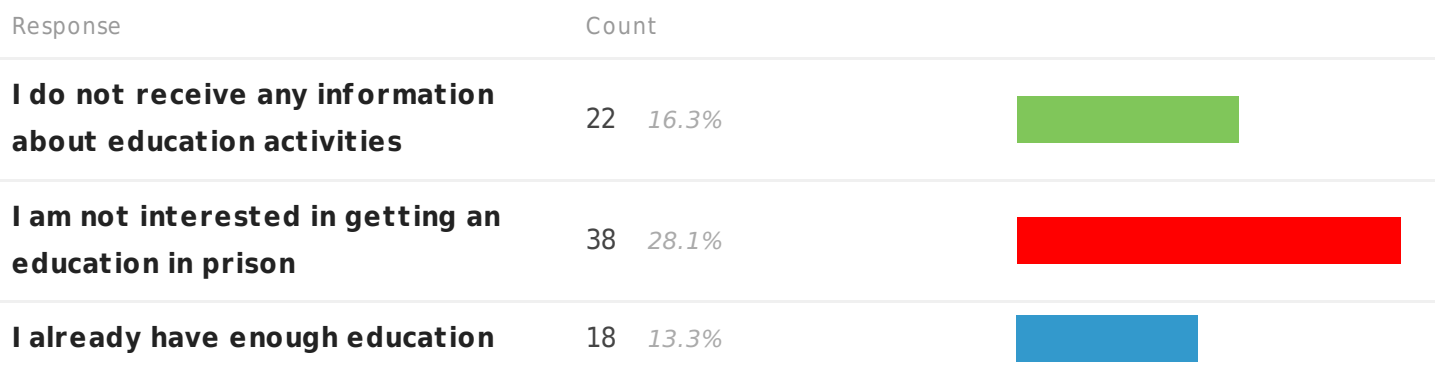 Response Count
I do not receive any information
about education activities
22 16.3%
I am not interested in getting an
education in prison
38 28.1%
I already have enough education 18 13.3%